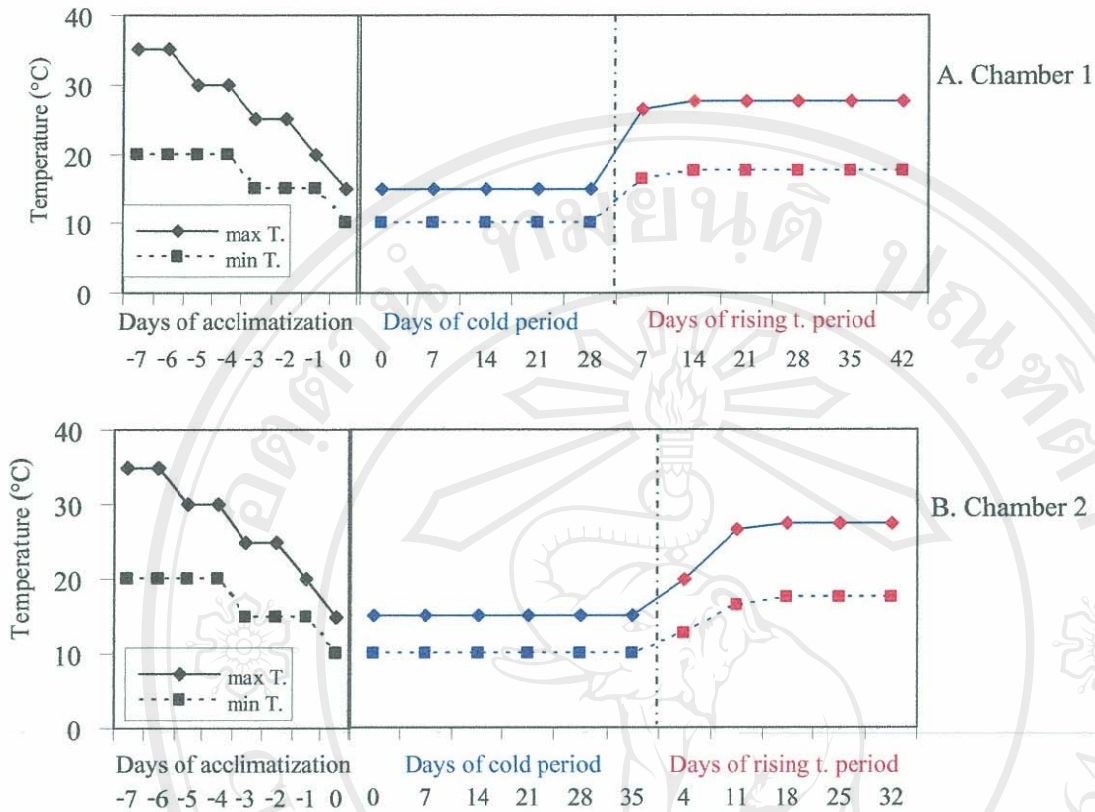 40
30
20
10
0
Temperature (°C)
max T.
min T.
A. Chamber 1
Days of acclimatization Days of cold period Days of rising t. period
-7 -6 -5 -4 -3 -2 -1 0 0 7 14 21 28 7 14 21 28 35 42
40
30
20
10
0
Temperature (°C)
max T.
min T.
B. Chamber 2
Days of acclimatization Days of cold period Days of rising t. period
-7 -6 -5 -4 -3 -2 -1 0 0 7 14 21 28 35 4 11 18 25 32